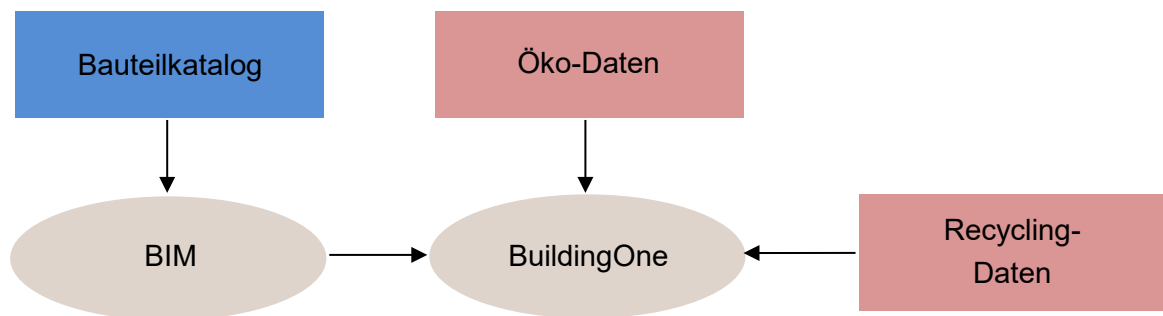 Bauteilkatalog
Öko-Daten
BIM
BuildingOne
Recycling-
Daten